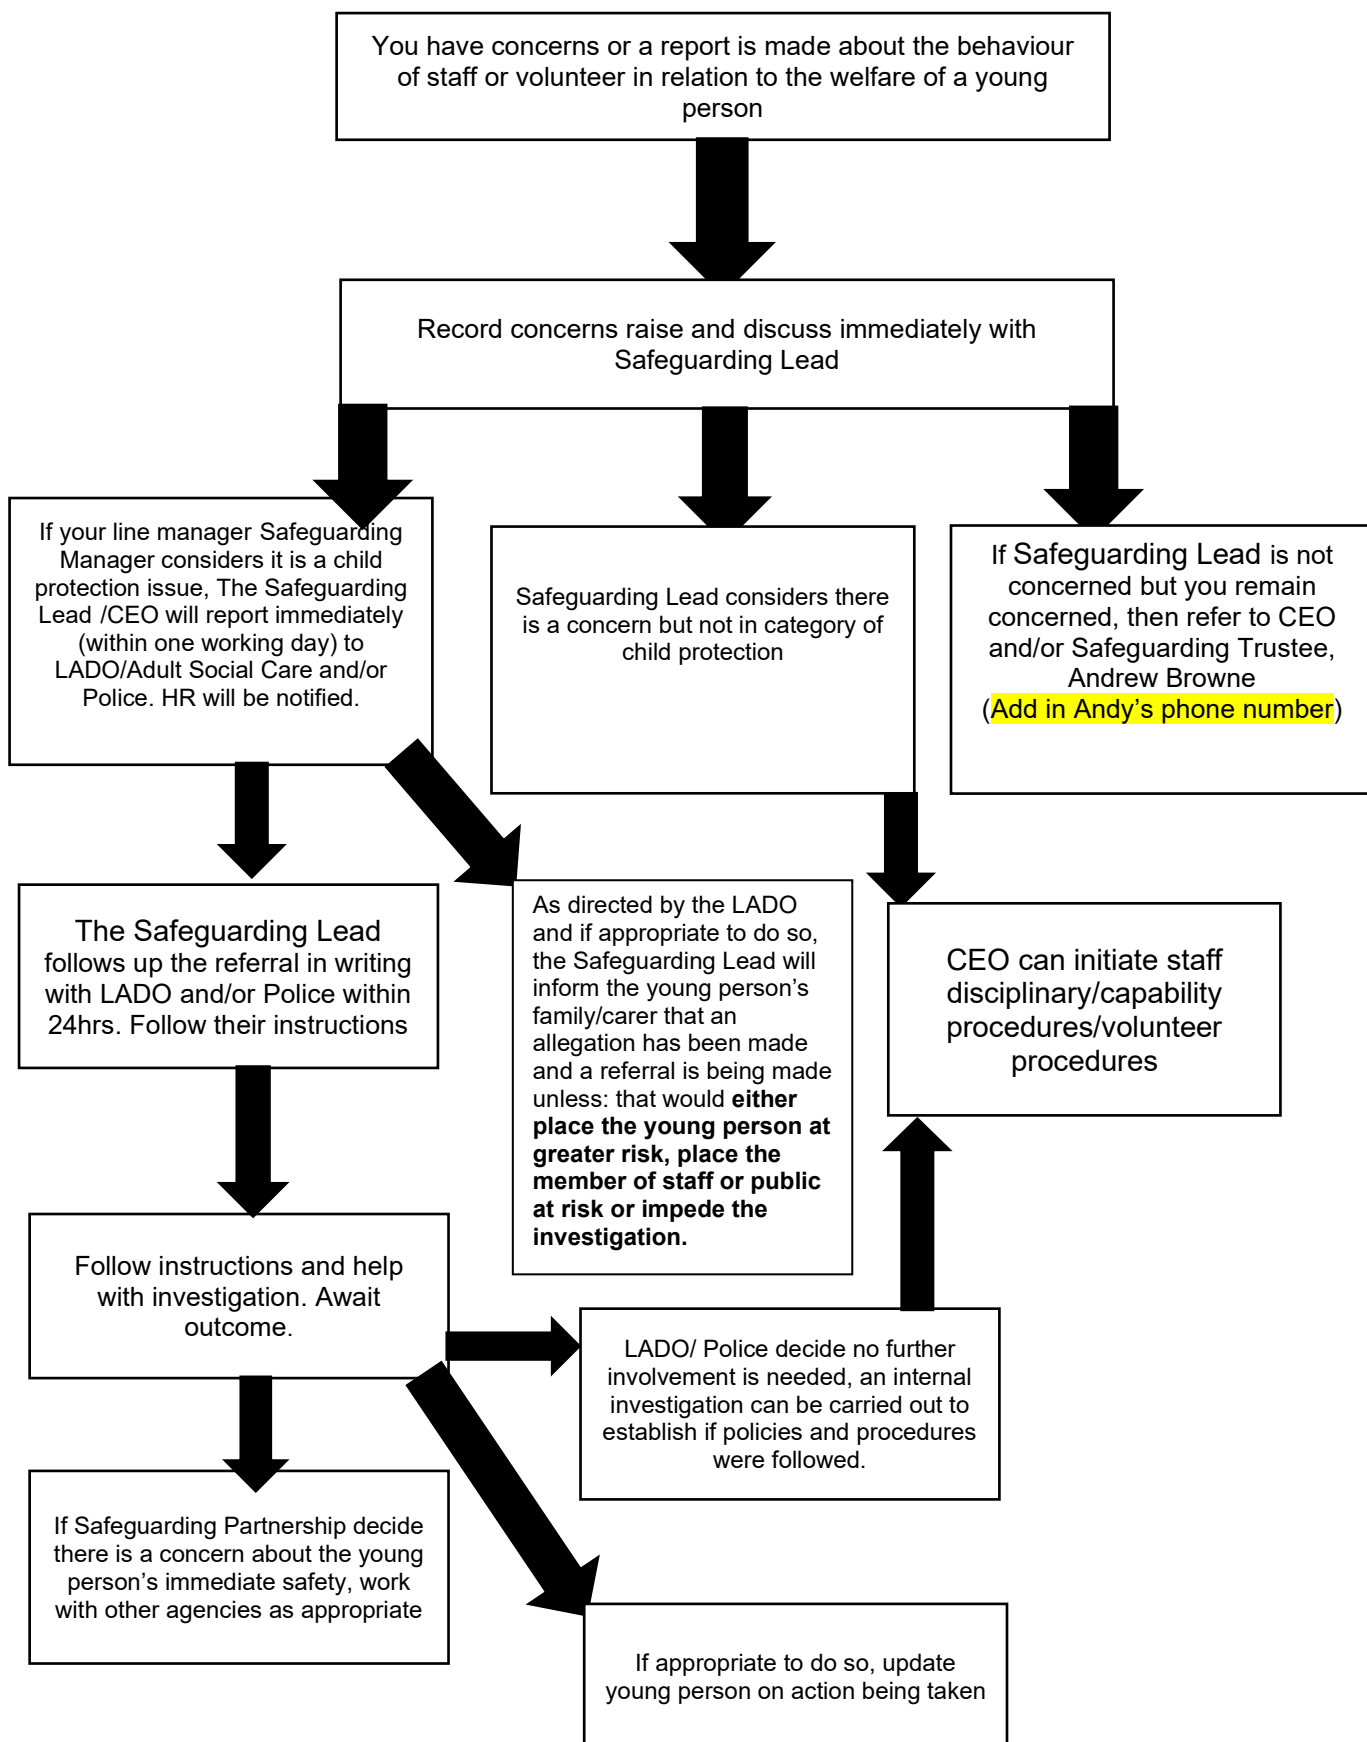 You have concerns or a report is made about the behaviour
of staff or volunteer in relation to the welfare of a young
person
Record concerns raise and discuss immediately with
Safeguarding Lead
If your line manager Safeguarding
Manager considers it is a child
protection issue, The Safeguarding
Lead /CEO will report immediately
(within one working day) to
LADO/Adult Social Care and/or
Police. HR will be notified.
Safeguarding Lead considers there
is a concern but not in category of
child protection
If Safeguarding Lead is not
concerned but you remain
concerned, then refer to CEO
and/or Safeguarding Trustee,
Andrew Browne
(Add in Andy’s phone number)
The Safeguarding Lead
follows up the referral in writing
with LADO and/or Police within
24hrs. Follow their instructions
As directed by the LADO
and if appropriate to do so,
the Safeguarding Lead will
inform the young person’s
family/carer that an
allegation has been made
and a referral is being made
unless: that would either
place the young person at
greater risk, place the
member of staff or public
at risk or impede the
investigation.
CEO can initiate staff
disciplinary/capability
procedures/volunteer
procedures
Follow instructions and help
with investigation. Await
outcome.
LADO/ Police decide no further
involvement is needed, an internal
investigation can be carried out to
establish if policies and procedures
were followed.
If Safeguarding Partnership decide
there is a concern about the young
person’s immediate safety, work
with other agencies as appropriate
If appropriate to do so, update
young person on action being taken